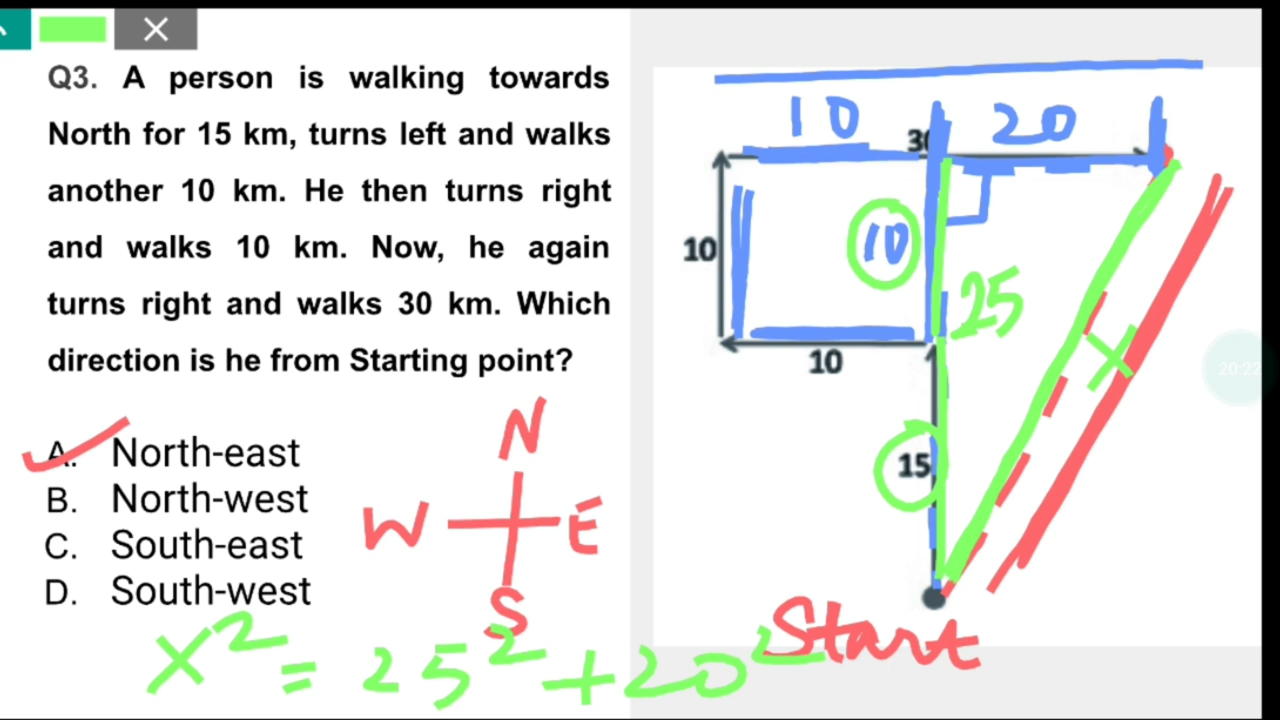 Q3. A person is walking towards
North for 15 km, turns left and walks
another 10 km. He then turns right
and walks 10 km. Now, he again
turns right and walks 30 km. Which
direction is he from Starting point?
A. North-east
B. North-west
C. South-east
D. South-west
N
W E
S
x² = 25² + 20²
10 20
30
10 10
25
10
x
15
Start
20:22